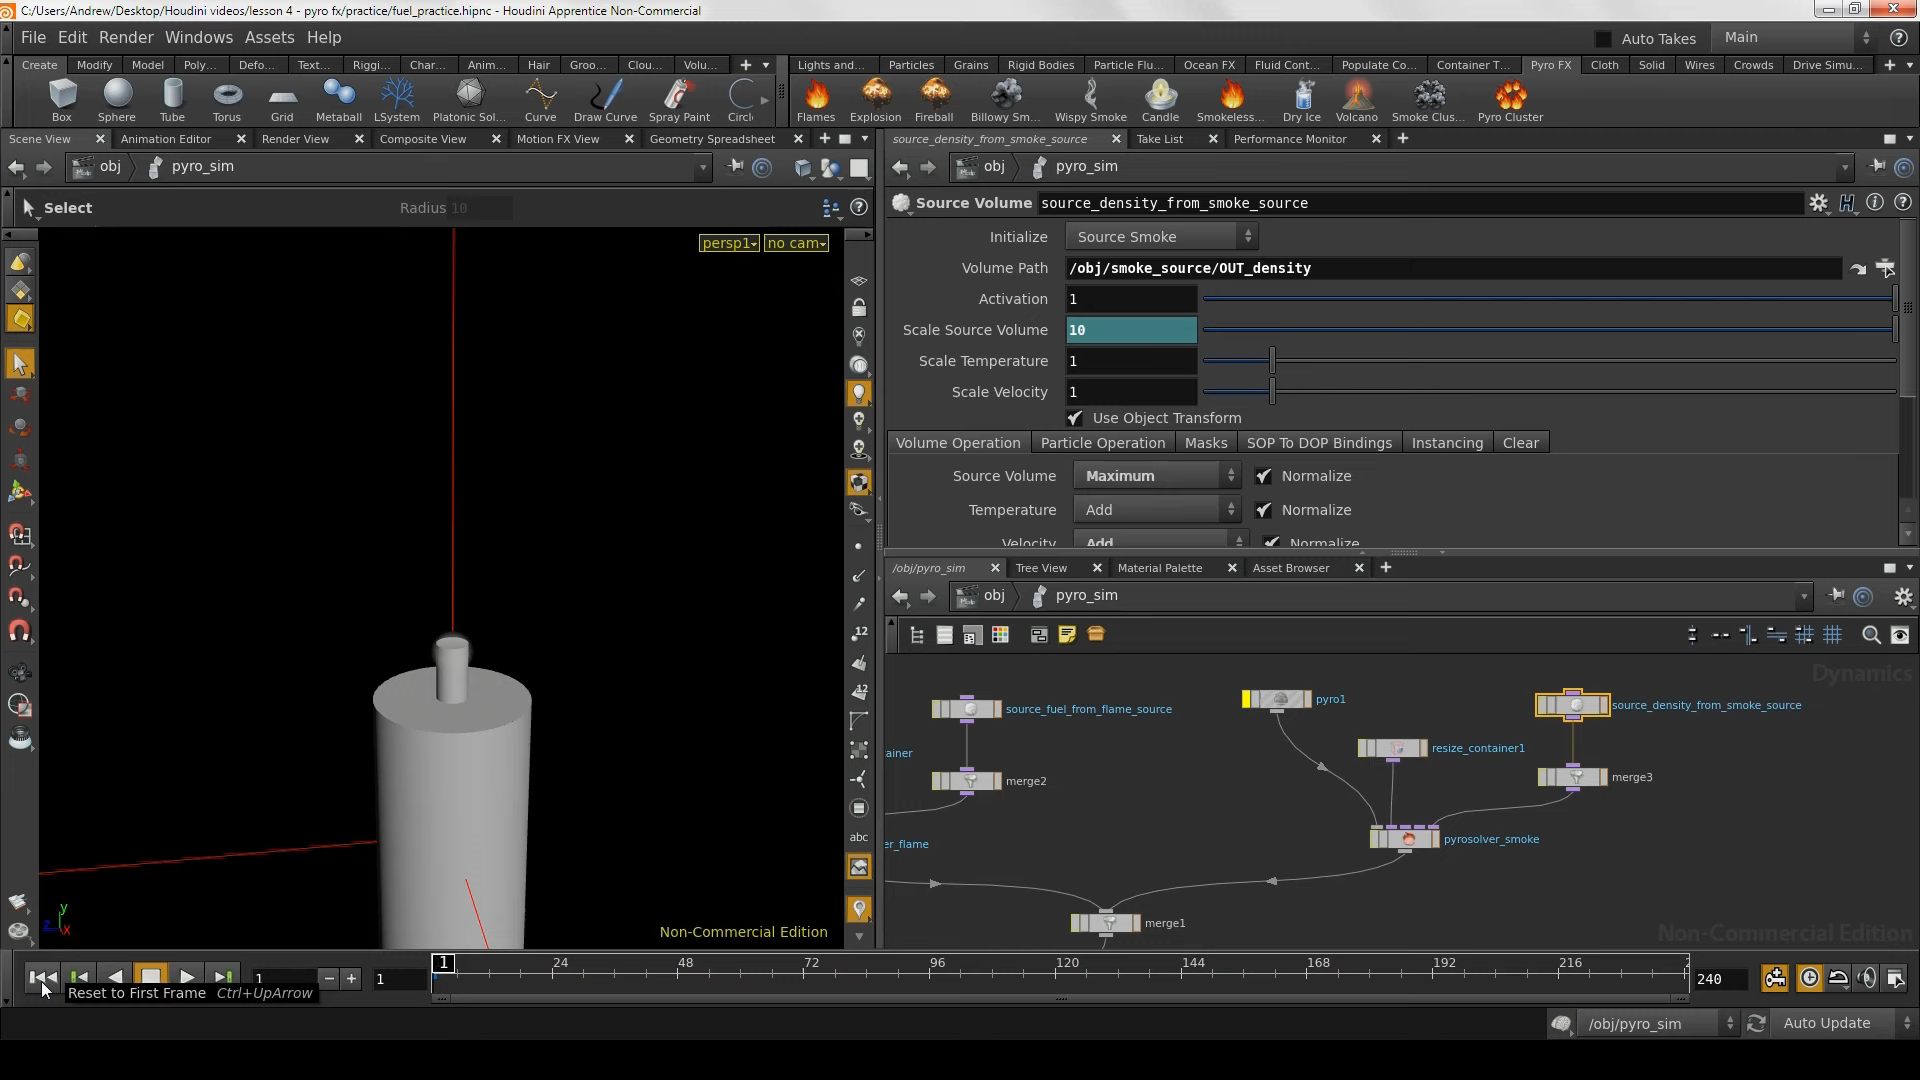 C:/Users/Andrew/Desktop/Houdini videos/lesson 4 - pyro fx/practice/fuel_practice.hipnc - Houdini Apprentice Non-Commercial
File Edit Render Windows Assets Help
Auto Takes Main
Create Modify Model Poly... Defo... Text... Riggi... Char... Anim... Hair Groo... Clou... Volu...
Lights and... Particles Grains Rigid Bodies Particle Flu... Ocean FX Fluid Cont... Populate Co... Container T... Pyro FX Cloth Solid Wires Crowds Drive Simu...
Box Sphere Tube Torus Grid Metaball LSystem Platonic Sol... Curve Draw Curve Spray Paint Circl
Flames Explosion Fireball Billowy Sm... Wispy Smoke Candle Smokeless... Dry Ice Volcano Smoke Clus... Pyro Cluster
Scene View Animation Editor Render View Composite View Motion FX View Geometry Spreadsheet
source_density_from_smoke_source Take List Performance Monitor
obj pyro_sim
obj pyro_sim
Select Radius 10
Source Volume source_density_from_smoke_source
persp1 no cam
Initialize Source Smoke
Volume Path /obj/smoke_source/OUT_density
Activation 1
Scale Source Volume 10
Scale Temperature 1
Scale Velocity 1
Use Object Transform
Volume Operation Particle Operation Masks SOP To DOP Bindings Instancing Clear
Source Volume Maximum Normalize
Temperature Add Normalize
Velocity Add Normalize
/obj/pyro_sim Tree View Material Palette Asset Browser
obj pyro_sim
12
12
abc
Dynamics
source_fuel_from_flame_source
pyro1
source_density_from_smoke_source
ainer
resize_container1
merge2
merge3
er_flame
pyrosolver_smoke
merge1
Non-Commercial Edition
y
z
x
Non-Commercial Edition
1 1 1 24 48 72 96 120 144 168 192 216 2 240
Reset to First Frame Ctrl+UpArrow
/obj/pyro_sim Auto Update